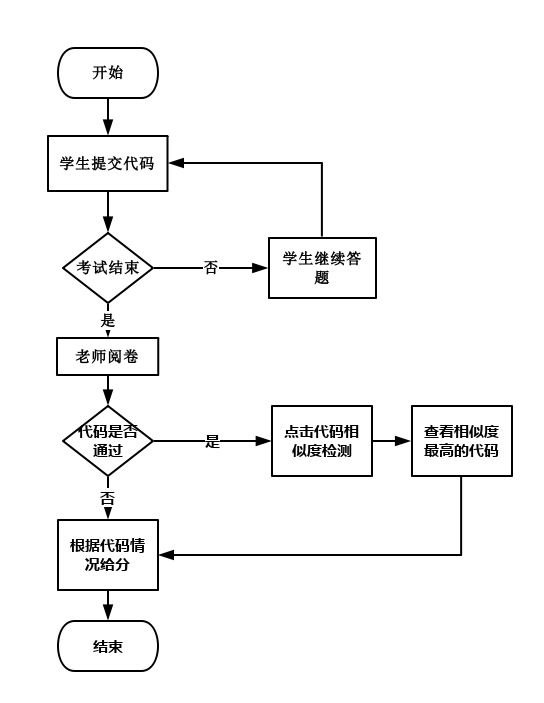 开始
学生提交代码
考试结束
否
学生继续答
题
是
老师阅卷
代码是否
通过
是
点击代码相
似度检测
查看相似度
最高的代码
否
根据代码情
况给分
结束